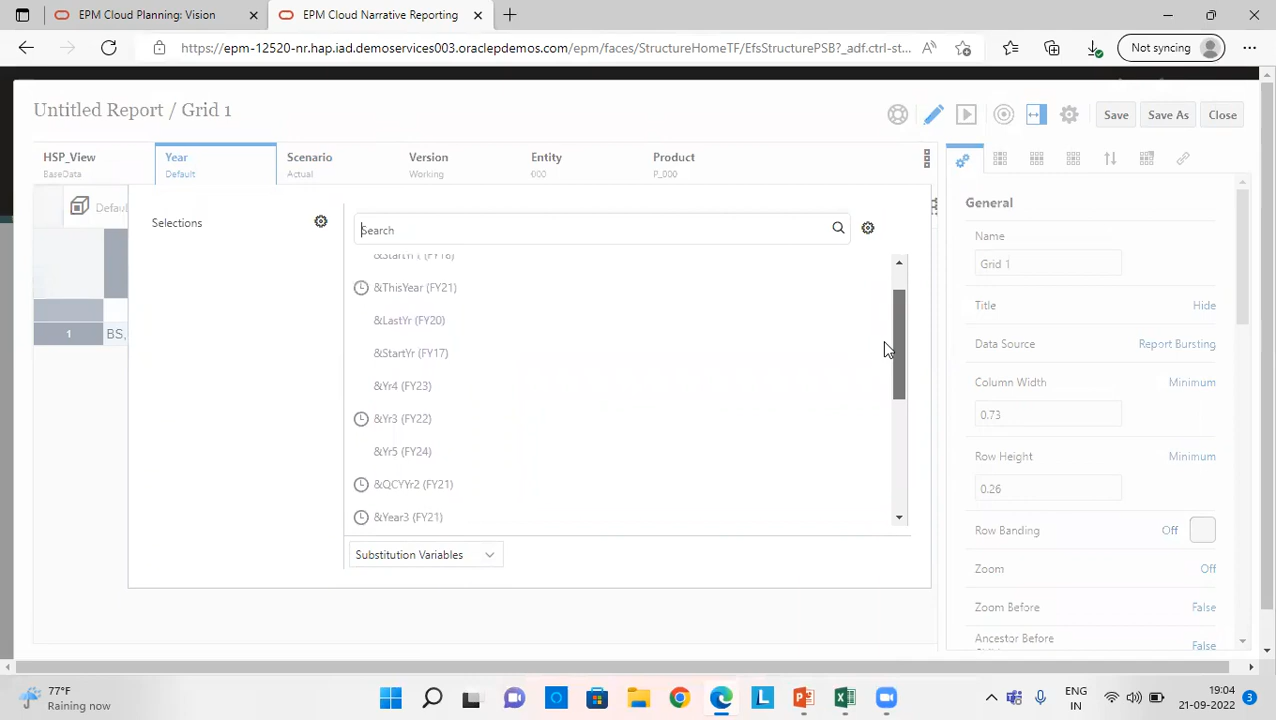 EPM Cloud Planning: Vision
EPM Cloud Narrative Reporting
https://epm-12520-nr.hap.iad.demoservices003.oraclepdemos.com/epm/faces/StructureHomeTF/EfsStructurePSB?_adf.ctrl-st...
Not syncing
Untitled Report / Grid 1
Save
Save As
Close
HSP_View
BaseData
Year
Default
Scenario
Actual
Version
Working
Entity
000
Product
P_000
Defaul
Selections
Search
&ThisYear (FY21)
&LastYr (FY20)
&StartYr (FY17)
&Yr4 (FY23)
&Yr3 (FY22)
&Yr5 (FY24)
&QCYYr2 (FY21)
&Year3 (FY21)
Substitution Variables
1
BS,
General
Name
Grid 1
Title
Hide
Data Source
Report Bursting
Column Width
Minimum
0.73
Row Height
Minimum
0.26
Row Banding
Off
Zoom
Off
Zoom Before
False
Ancestor Before
False
77°F
Raining now
ENG
IN
19:04
21-09-2022
3